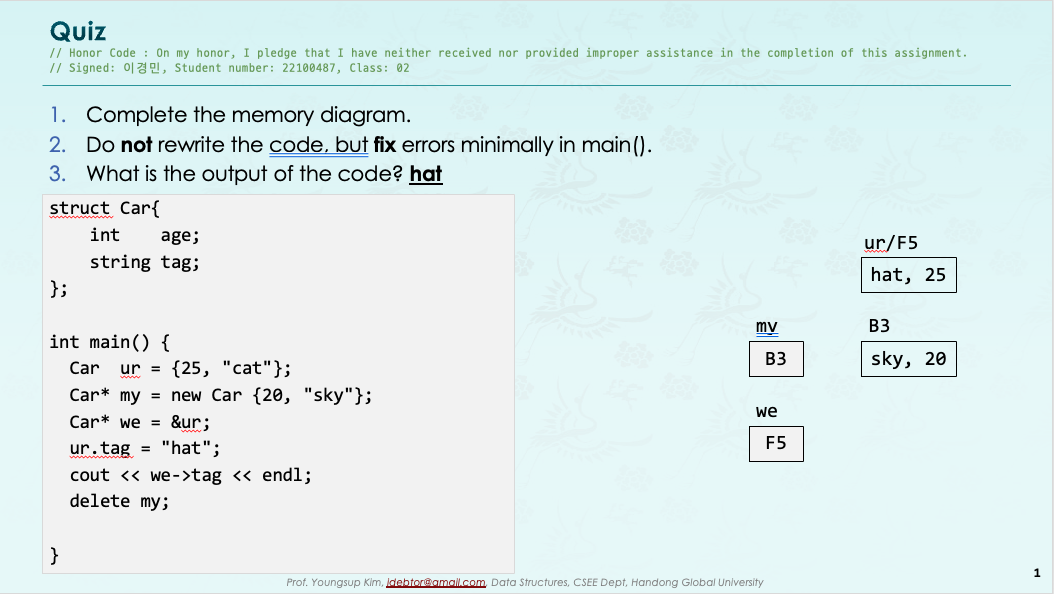 Quiz
// Honor Code : On my honor, I pledge that I have neither received nor provided improper assistance in the completion of this assignment.
// Signed: 이경민, Student number: 22100487, Class: 02
1. Complete the memory diagram.
2. Do not rewrite the code, but fix errors minimally in main().
3. What is the output of the code? hat
struct Car{
    int    age;
    string tag;
};

int main() {
  Car  ur = {25, "cat"};
  Car* my = new Car {20, "sky"};
  Car* we = &ur;
  ur.tag = "hat";
  cout << we->tag << endl;
  delete my;

}
ur/F5
hat, 25
my
B3
B3
sky, 20
we
F5
Prof. Youngsup Kim, idebtor@gmail.com, Data Structures, CSEE Dept, Handong Global University
1